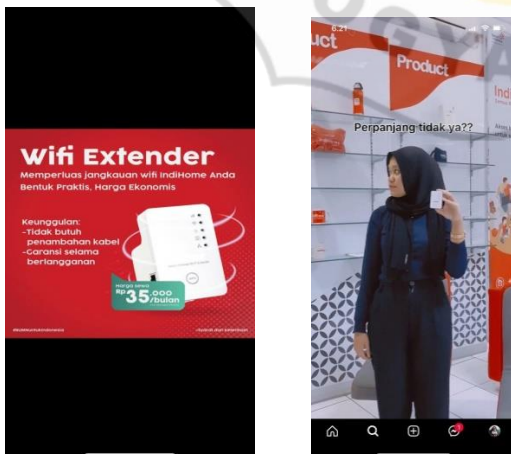 Wifi Extender
Memperluas jangkauan wifi IndiHome Anda
Bentuk Praktis, Harga Ekonomis
Keunggulan:
-Tidak butuh
penambahan kabel
-Garansi selama
berlangganan
Harga sewa
Rp 35.000
/bulan
6.21
uct
Product
Indi
Perpanjang tidak ya??